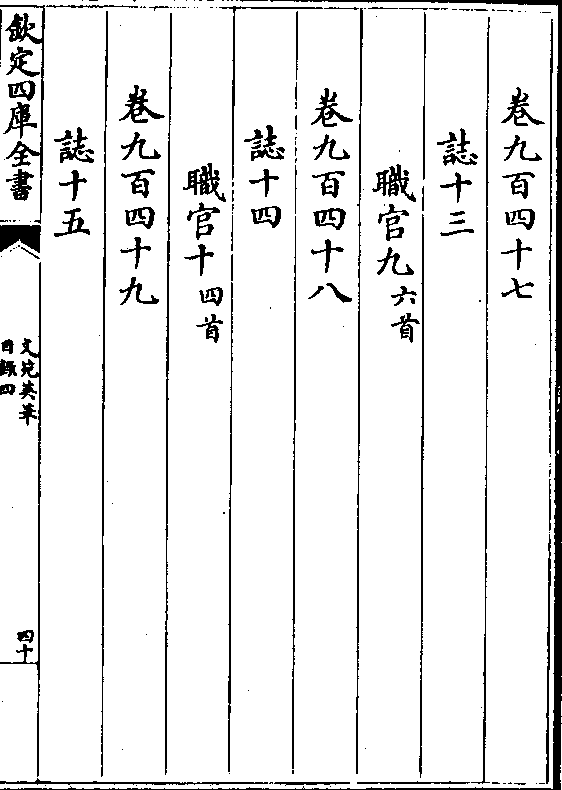 卷九百四十七
誌十三
職官九六首
卷九百四十八
誌十四
職官十四首
卷九百四十九
誌十五
欽定四庫全書
文苑英華
目錄四
四十